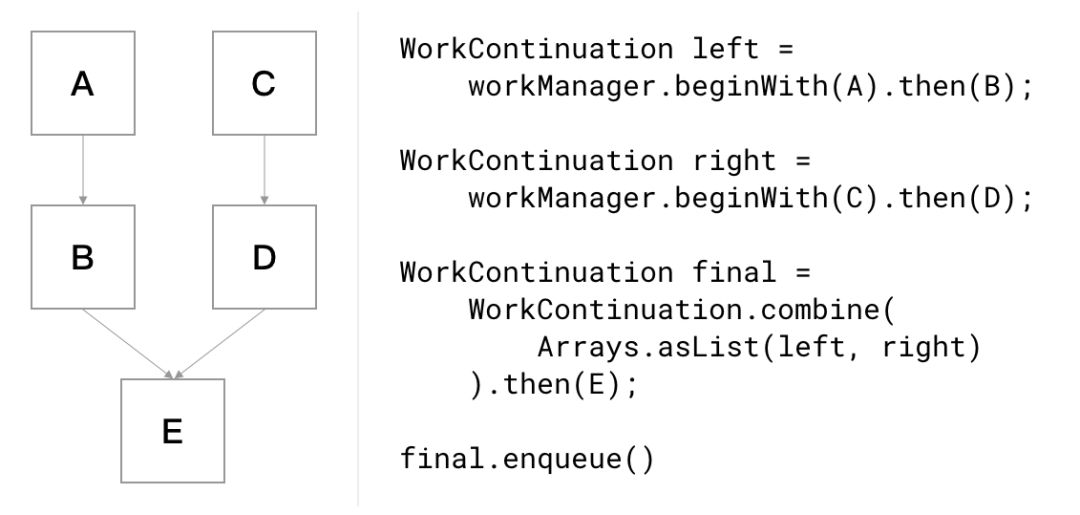 A
C
B
D
E
WorkContinuation left =
    workManager.beginWith(A).then(B);
WorkContinuation right =
    workManager.beginWith(C).then(D);
WorkContinuation final =
    WorkContinuation.combine(
        Arrays.asList(left, right)
    ).then(E);
final.enqueue()